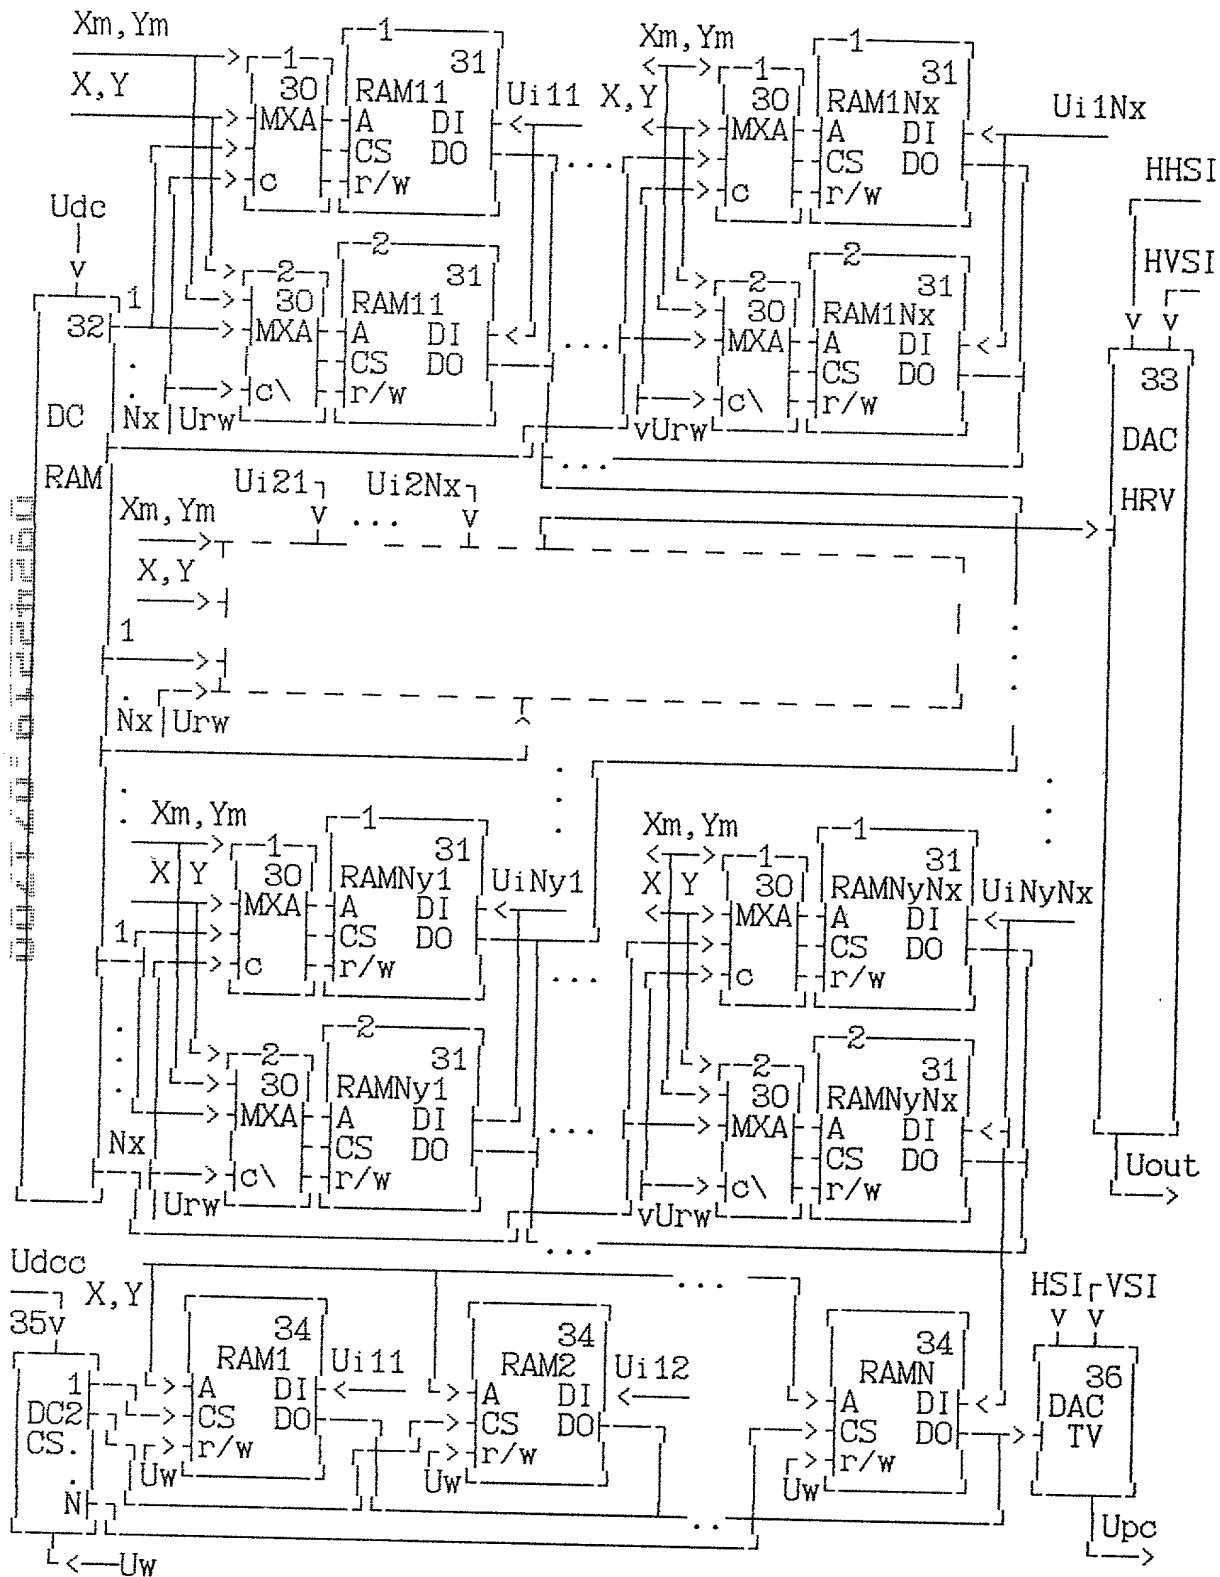 Xm,Ym
1
1
31
Xm,Ym
1
1
31
X,Y
30
RAM11
Ui11
X,Y
30
RAM1Nx
Ui1Nx
MXA
A
DI
MXA
A
DI
CS
DO
...
CS
DO
HHSI
c
r/w
c
r/w
Udc
2
2
31
2
2
31
HVSI
v
1
30
RAM11
30
RAM1Nx
v v
32
MXA
A
DI
...
MXA
A
DI
33
CS
DO
CS
DO
DC
Nx
Urw
c\
r/w
vUrw
c\
r/w
DAC
...
RAM
Ui21
Ui2Nx
HRV
Xm,Ym
v
...
v
X,Y
1
Nx
Urw
Xm,Ym
1
1
31
Xm,Ym
1
1
31
X Y
30
RAMNy1
UiNy1
X Y
30
RAMNyNx
UiNyNx
MXA
A
DI
MXA
A
DI
1
CS
DO
CS
DO
c
r/w
...
c
r/w
2
2
31
2
2
31
30
RAMNy1
30
RAMNyNx
MXA
A
DI
...
MXA
A
DI
Nx
CS
DO
CS
DO
Uout
Urw
c\
r/w
vUrw
c\
r/w
...
Udcc
X,Y
...
HSI
VSI
35v
34
34
34
v v
RAM1
Ui11
RAM2
Ui12
RAMN
36
1
A
DI
A
DI
A
DI
DAC
DC2
CS
DO
CS
DO
CS
DO
TV
CS.
r/w
r/w
r/w
.
Uw
Uw
Uw
N
..
Upc
Uw